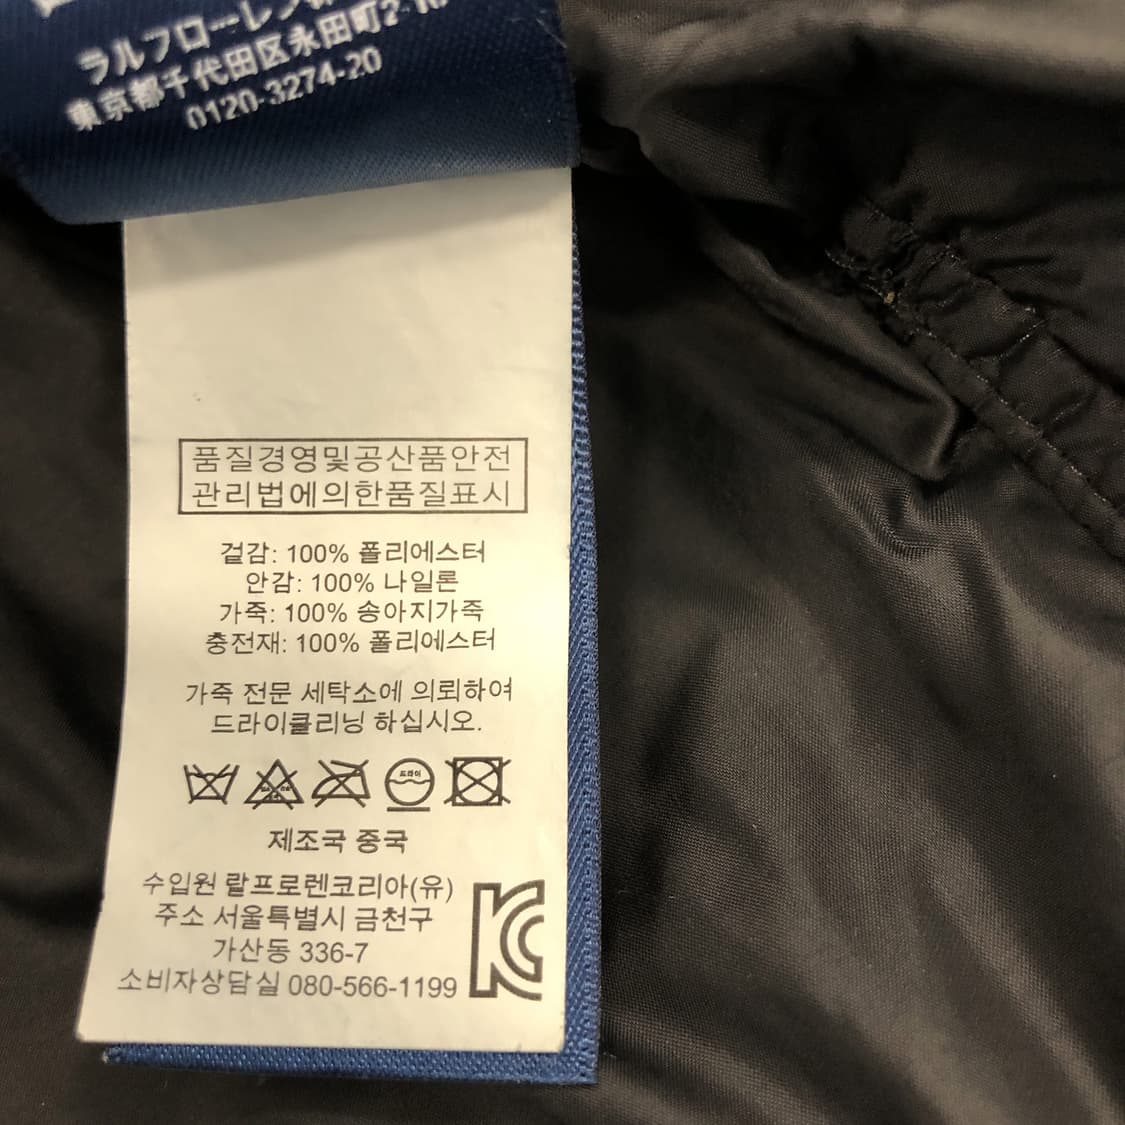 ラルフローレン
東京都千代田区永田町2-10
0120-3274-20
품질경영및공산품안전
관리법에의한품질표시
겉감: 100% 폴리에스터
안감: 100% 나일론
가죽: 100% 송아지가죽
충전재: 100% 폴리에스터
가죽 전문 세탁소에 의뢰하여
드라이클리닝 하십시오.
드라이
제조국 중국
수입원 랄프로렌코리아(유)
주소 서울특별시 금천구
가산동 336-7
소비자상담실 080-566-1199